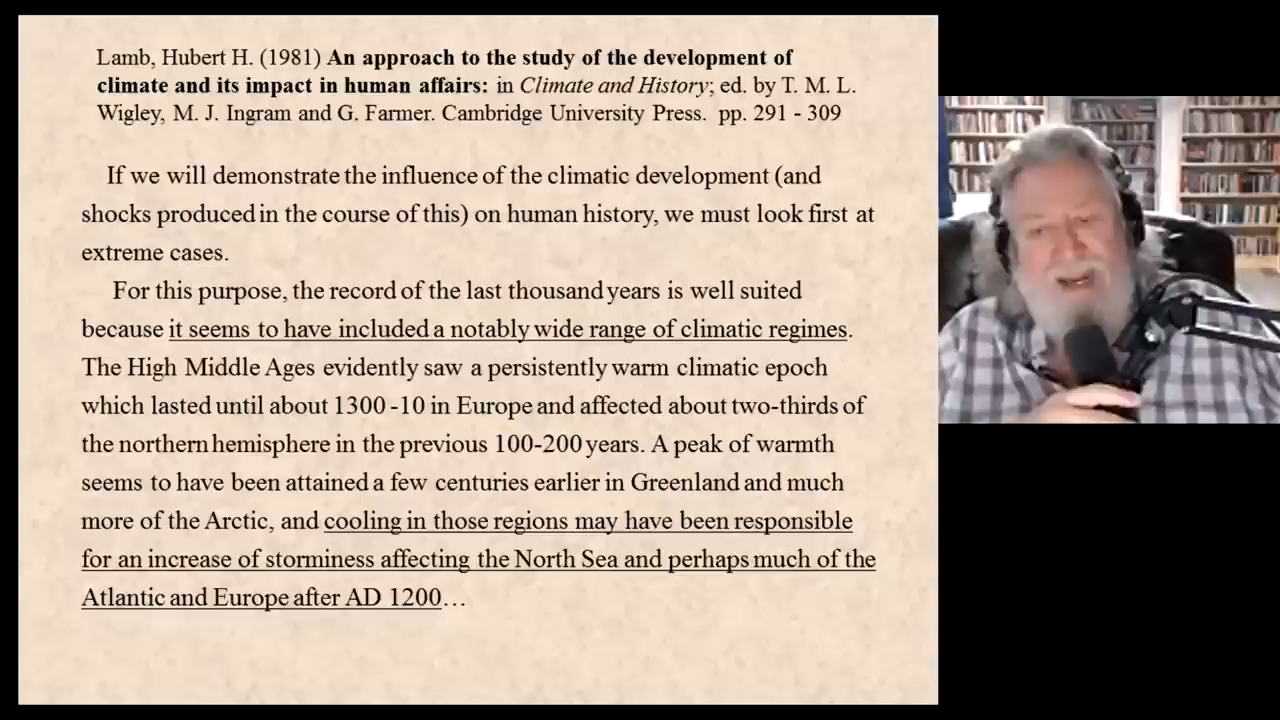 Lamb, Hubert H. (1981) An approach to the study of the development of
climate and its impact in human affairs: in Climate and History; ed. by T. M. L.
Wigley, M. J. Ingram and G. Farmer. Cambridge University Press. pp. 291 - 309
If we will demonstrate the influence of the climatic development (and
shocks produced in the course of this) on human history, we must look first at
extreme cases.
For this purpose, the record of the last thousand years is well suited
because it seems to have included a notably wide range of climatic regimes.
The High Middle Ages evidently saw a persistently warm climatic epoch
which lasted until about 1300 -10 in Europe and affected about two-thirds of
the northern hemisphere in the previous 100-200 years. A peak of warmth
seems to have been attained a few centuries earlier in Greenland and much
more of the Arctic, and cooling in those regions may have been responsible
for an increase of storminess affecting the North Sea and perhaps much of the
Atlantic and Europe after AD 1200…